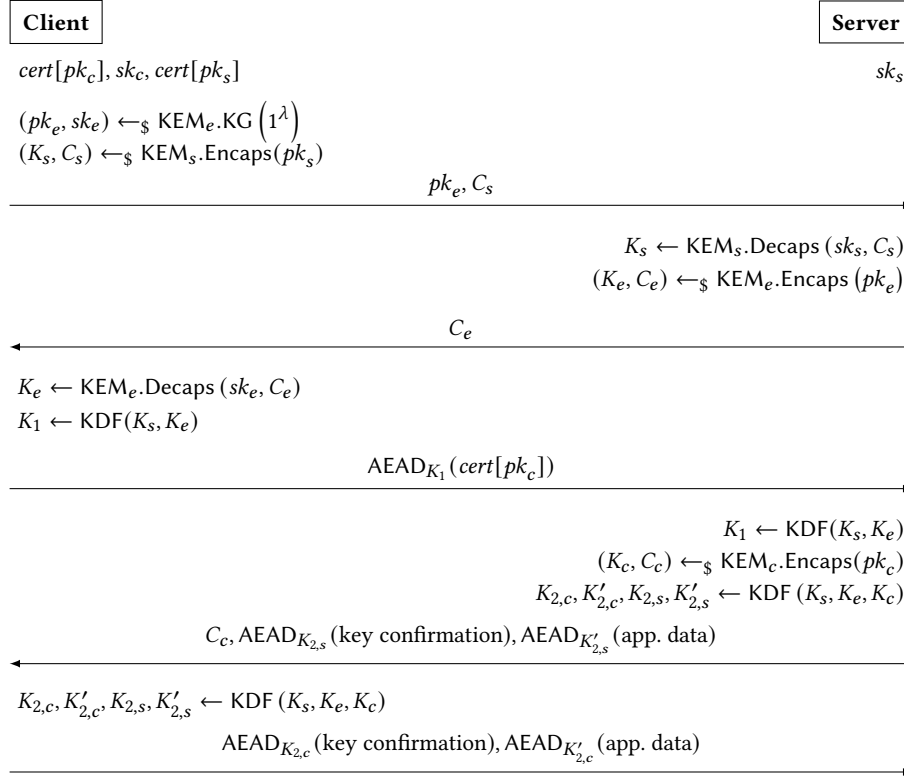 Client Server
cert[pk_c], sk_c, cert[pk_s] sk_s
(pk_e, sk_e) ←_$ KEM_e.KG (1^λ)
(K_s, C_s) ←_$ KEM_s.Encaps(pk_s)
pk_e, C_s
K_s ← KEM_s.Decaps (sk_s, C_s)
(K_e, C_e) ←_$ KEM_e.Encaps (pk_e)
C_e
K_e ← KEM_e.Decaps (sk_e, C_e)
K_1 ← KDF(K_s, K_e)
AEAD_{K_1}(cert[pk_c])
K_1 ← KDF(K_s, K_e)
(K_c, C_c) ←_$ KEM_c.Encaps(pk_c)
K_{2,c}, K'_{2,c}, K_{2,s}, K'_{2,s} ← KDF (K_s, K_e, K_c)
C_c, AEAD_{K_{2,s}}(key confirmation), AEAD_{K'_{2,s}}(app. data)
K_{2,c}, K'_{2,c}, K_{2,s}, K'_{2,s} ← KDF (K_s, K_e, K_c)
AEAD_{K_{2,c}}(key confirmation), AEAD_{K'_{2,c}}(app. data)